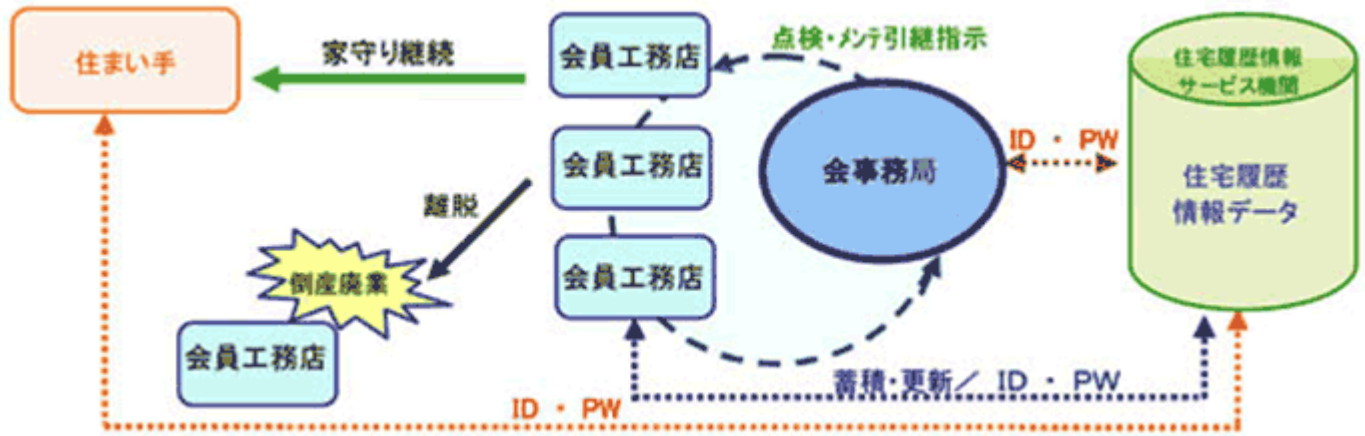 住まい手
家守り継続
会員工務店
点検・メンテ引継指示
住宅履歴情報
サービス機関
会員工務店
会事務局
ID ・ PW
住宅履歴
情報データ
離脱
倒産廃業
会員工務店
会員工務店
蓄積・更新／ ID ・ PW
ID ・ PW